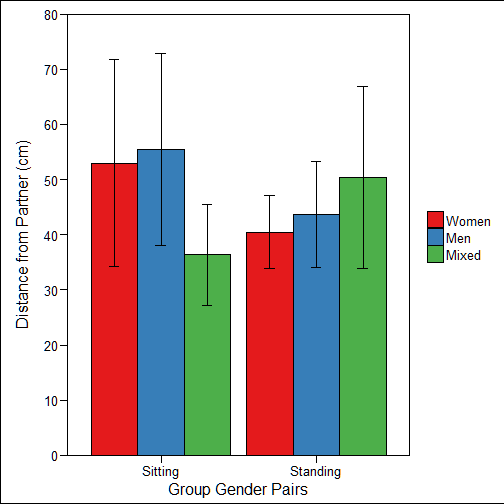 80
70
60
50
40
30
20
10
0
Distance from Partner (cm)
Sitting
Standing
Group Gender Pairs
Women
Men
Mixed